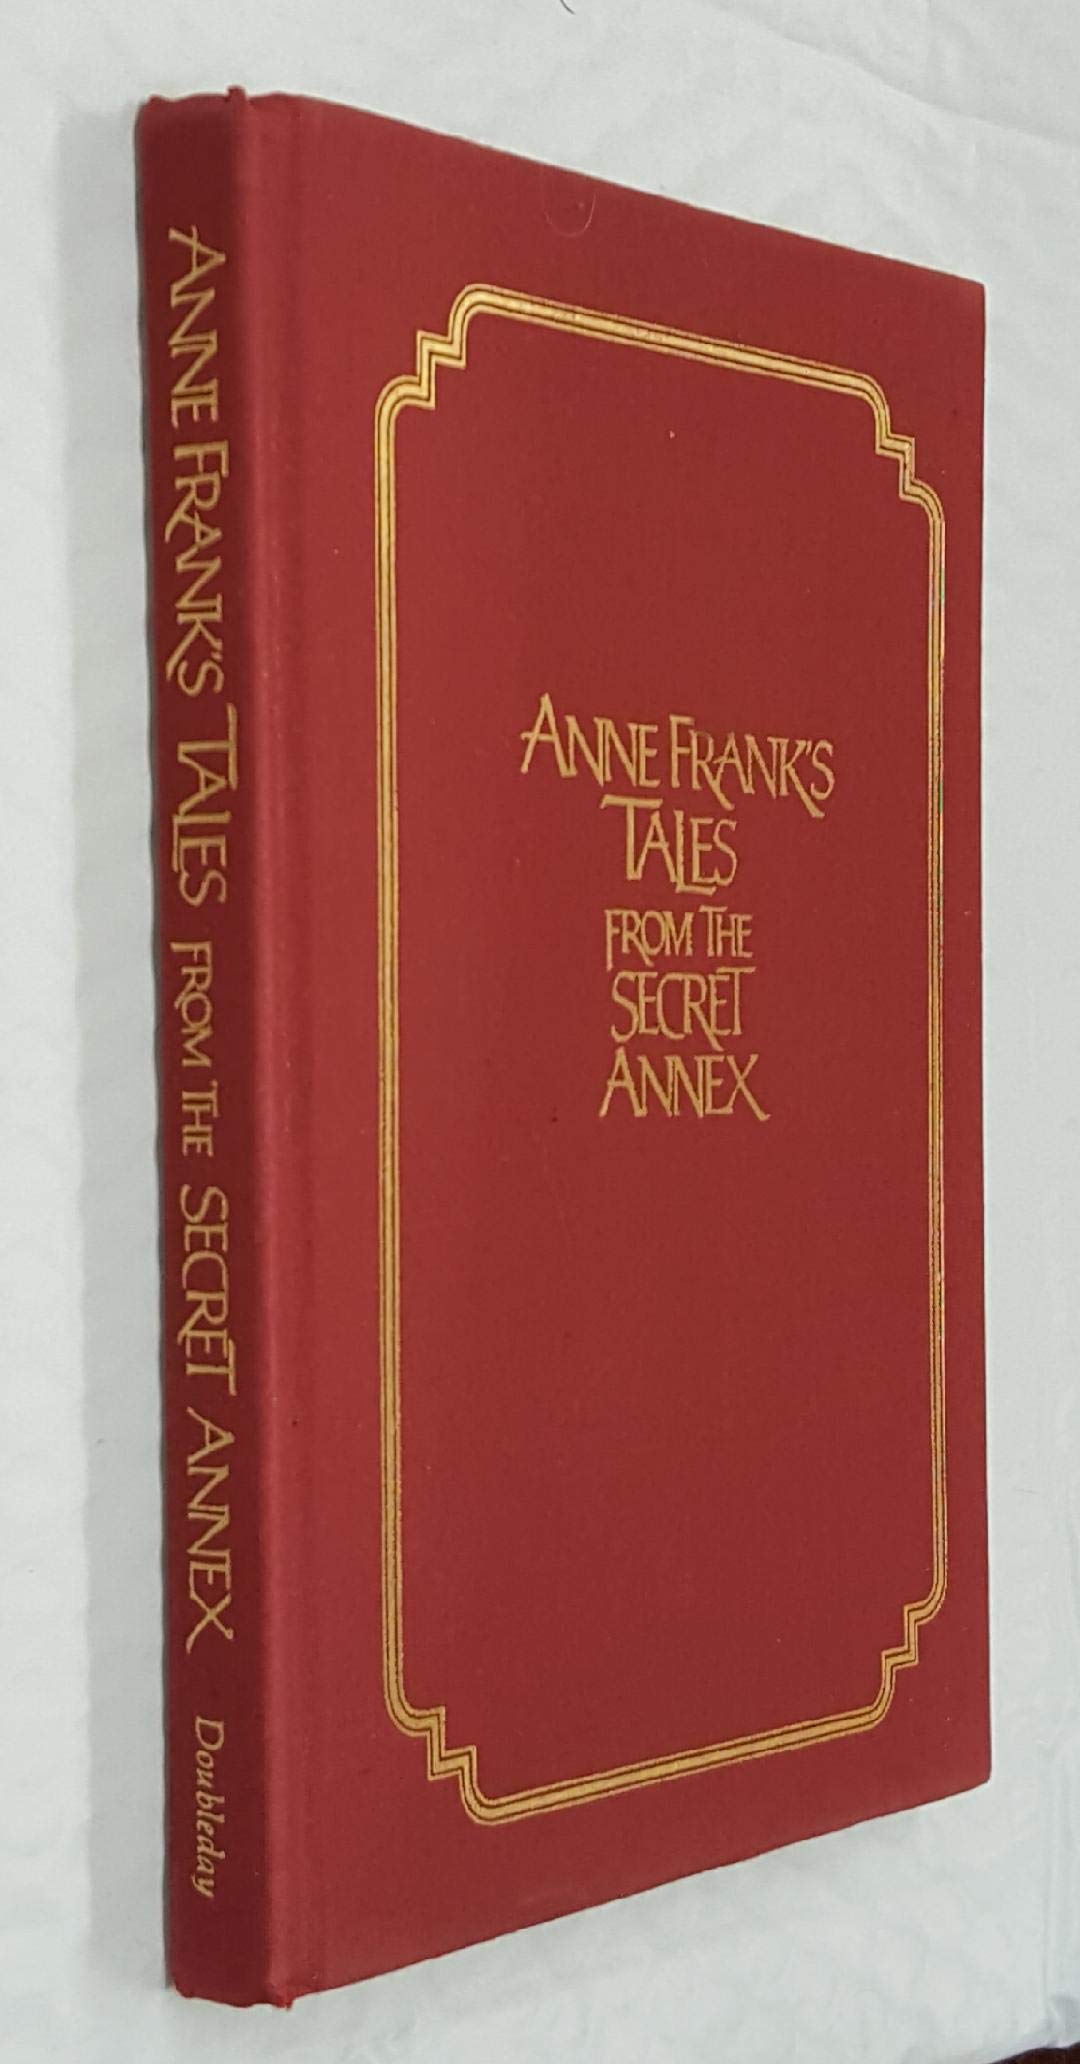 ANNE FRANK'S TALES FROM THE SECRET ANNEX Doubleday
ANNE FRANK'S
TALES
FROM THE
SECRET
ANNEX